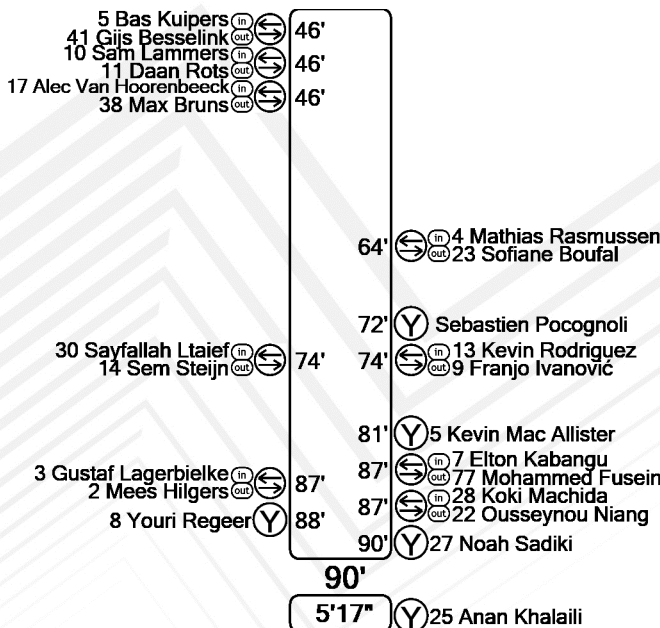 5 Bas Kuipers in 46'
41 Gijs Besselink out
10 Sam Lammers in 46'
11 Daan Rots out
17 Alec Van Hoorenbeeck in 46'
38 Max Bruns out
64' in 4 Mathias Rasmussen
out 23 Sofiane Boufal
72' Y Sebastien Pocognoli
30 Sayfallah Ltaief in 74'
14 Sem Steijn out
74' in 13 Kevin Rodriguez
out 9 Franjo Ivanović
81' Y 5 Kevin Mac Allister
3 Gustaf Lagerbielke in 87'
2 Mees Hilgers out
87' in 7 Elton Kabangu
out 77 Mohammed Fusein
87' in 28 Koki Machida
out 22 Ousseynou Niang
8 Youri Regeer Y 88'
90' Y 27 Noah Sadiki
90'
5'17" Y 25 Anan Khalaili